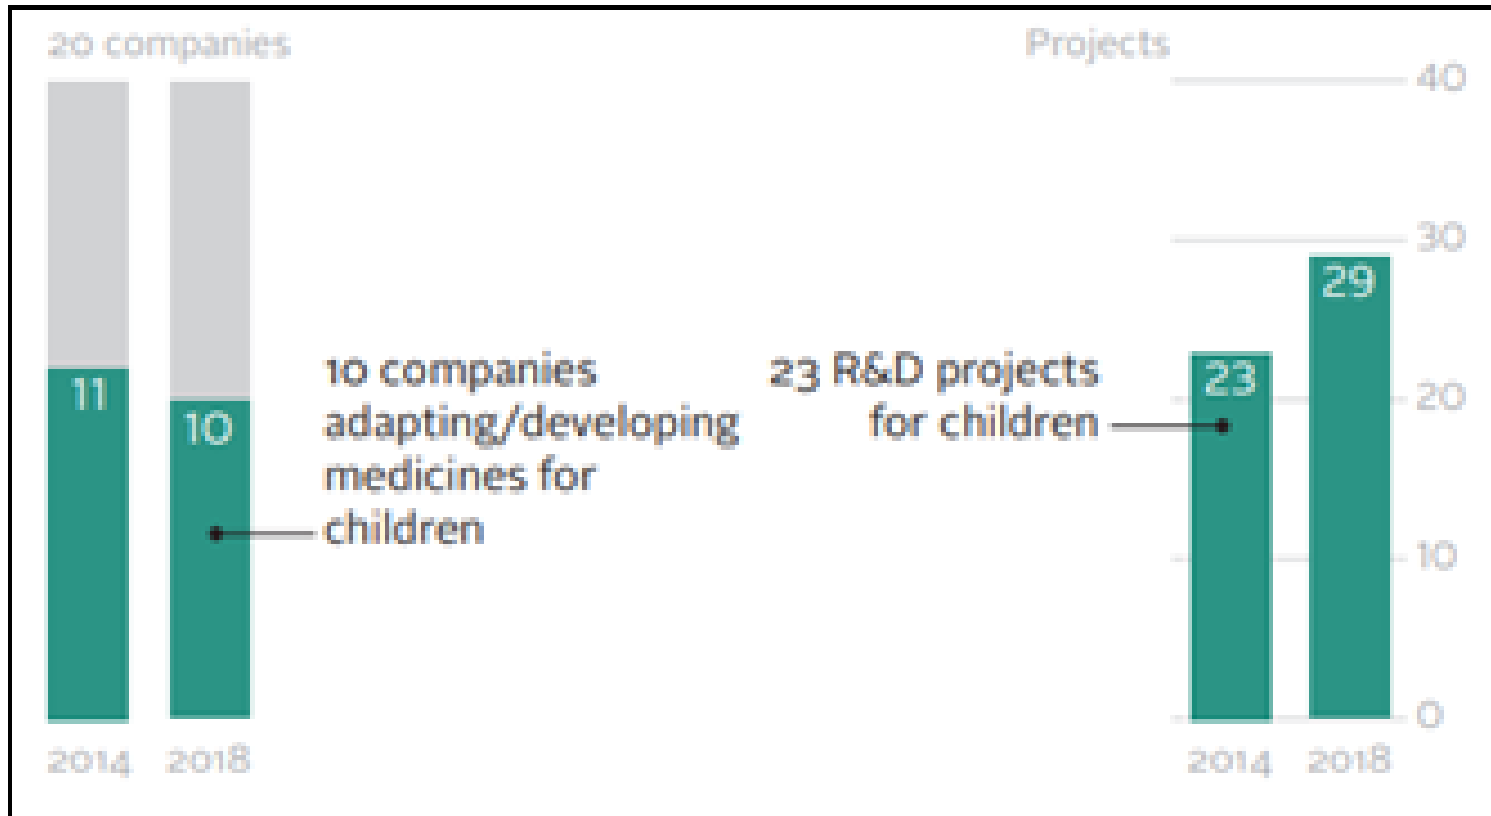 20 companies
11
10
2014 2018
10 companies
adapting/developing
medicines for
children
Projects
40
30
20
10
0
23 R&D projects
for children
23
29
2014 2018